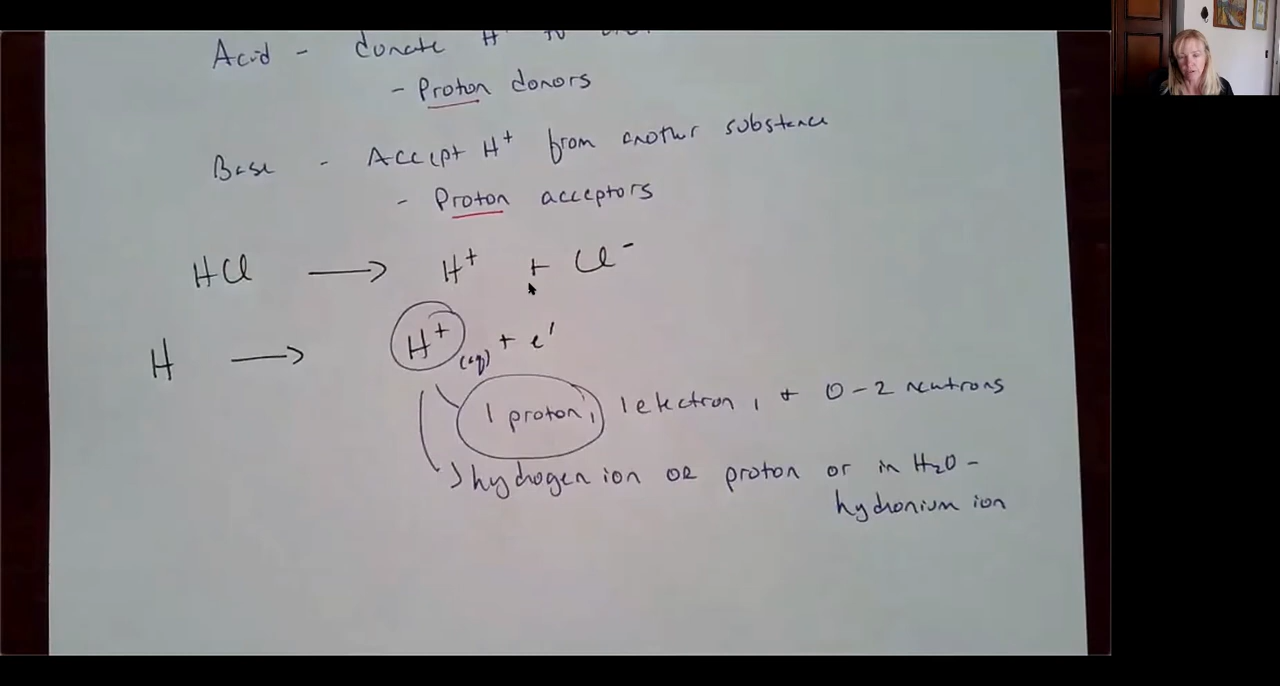 Acid - donate H+ to
- Proton donors
Base - Accept H+ from another substance
- Proton acceptors
HCl → H+ + Cl-
H → H+(aq) + e'
1 proton, 1 electron, + 0-2 neutrons
hydrogen ion OR proton or in H2O -
hydronium ion